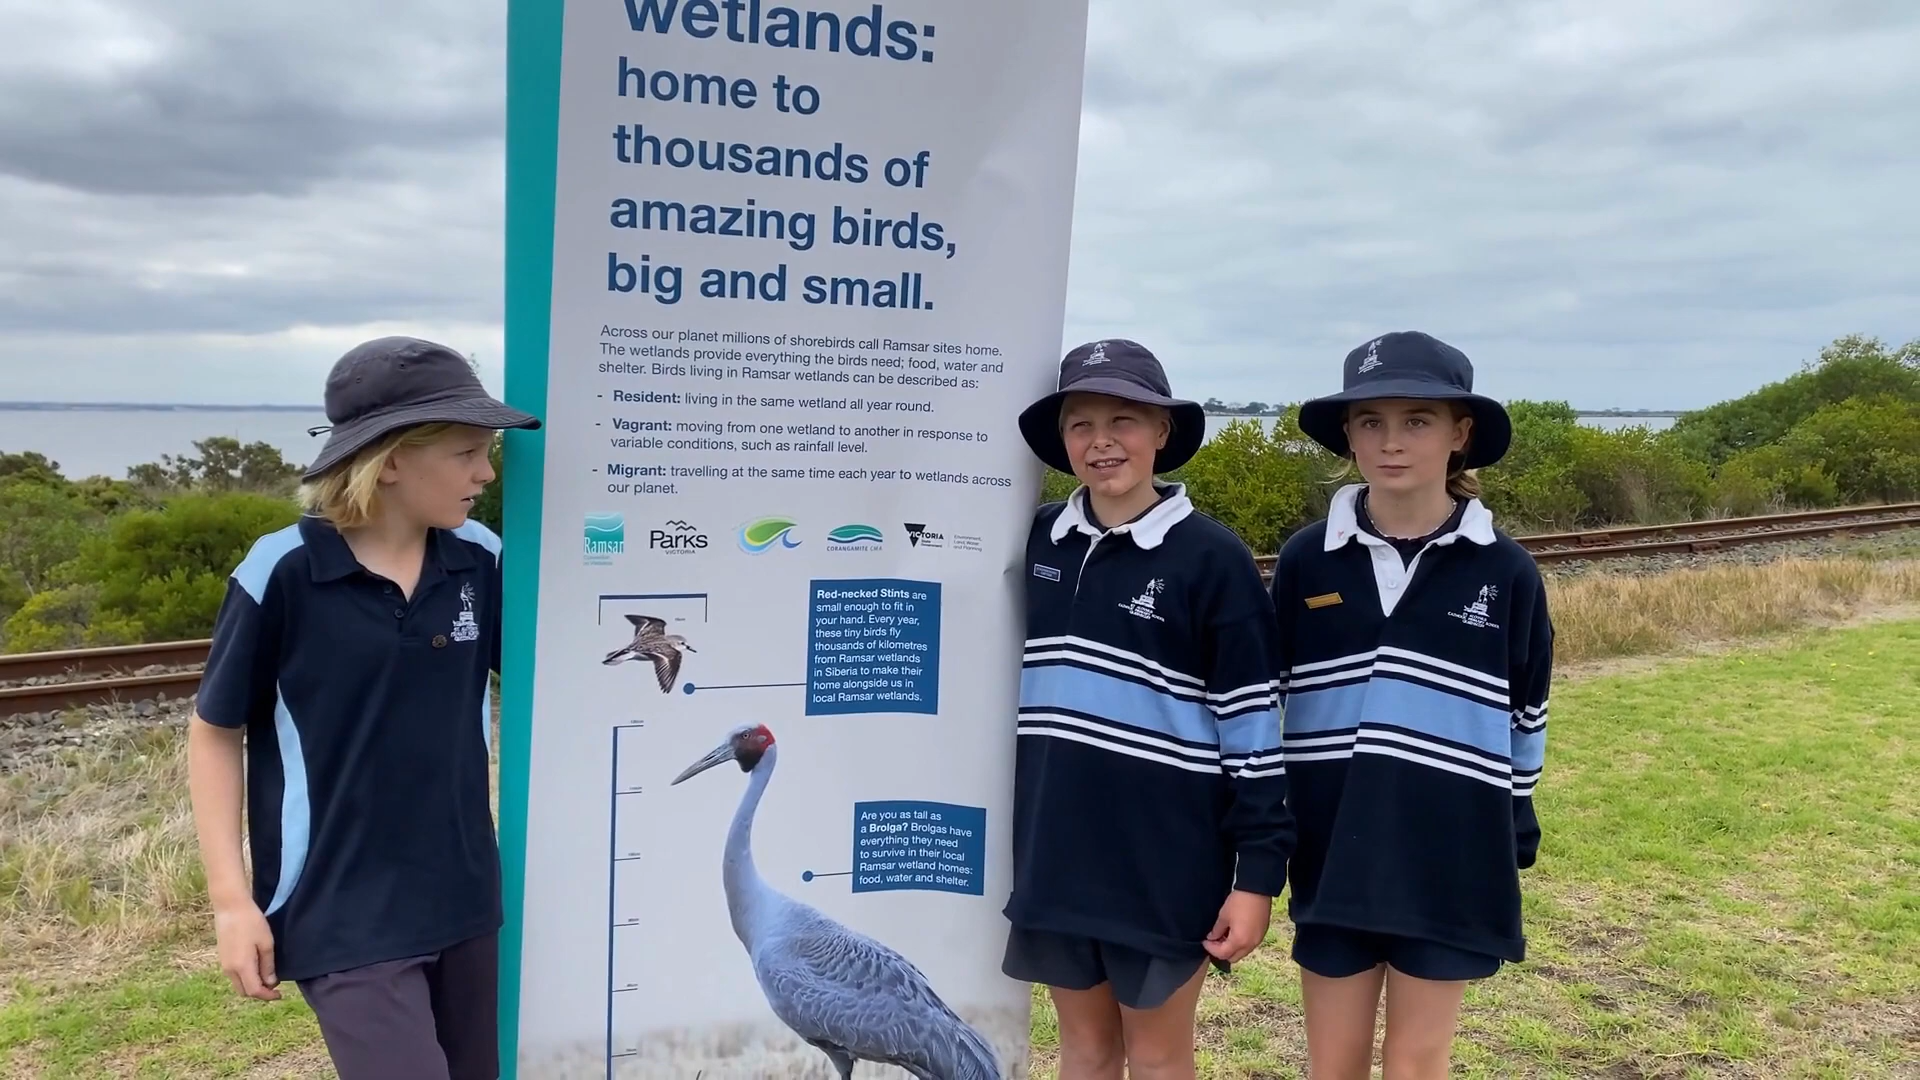 wetlands:
home to
thousands of
amazing birds,
big and small.
Across our planet millions of shorebirds call Ramsar sites home.
The wetlands provide everything the birds need; food, water and
shelter. Birds living in Ramsar wetlands can be described as:
- Resident: living in the same wetland all year round.
- Vagrant: moving from one wetland to another in response to
variable conditions, such as rainfall level.
- Migrant: travelling at the same time each year to wetlands across
our planet.
Ramsar
Parks
VICTORIA
CORANGAMITE CMA
VICTORIA
State
Government
Environment,
Land, Water
and Planning
Red-necked Stints are
small enough to fit in
your hand. Every year,
these tiny birds fly
thousands of kilometres
from Ramsar wetlands
in Siberia to make their
home alongside us in
local Ramsar wetlands.
Are you as tall as
a Brolga? Brolgas have
everything they need
to survive in their local
Ramsar wetland homes:
food, water and shelter.